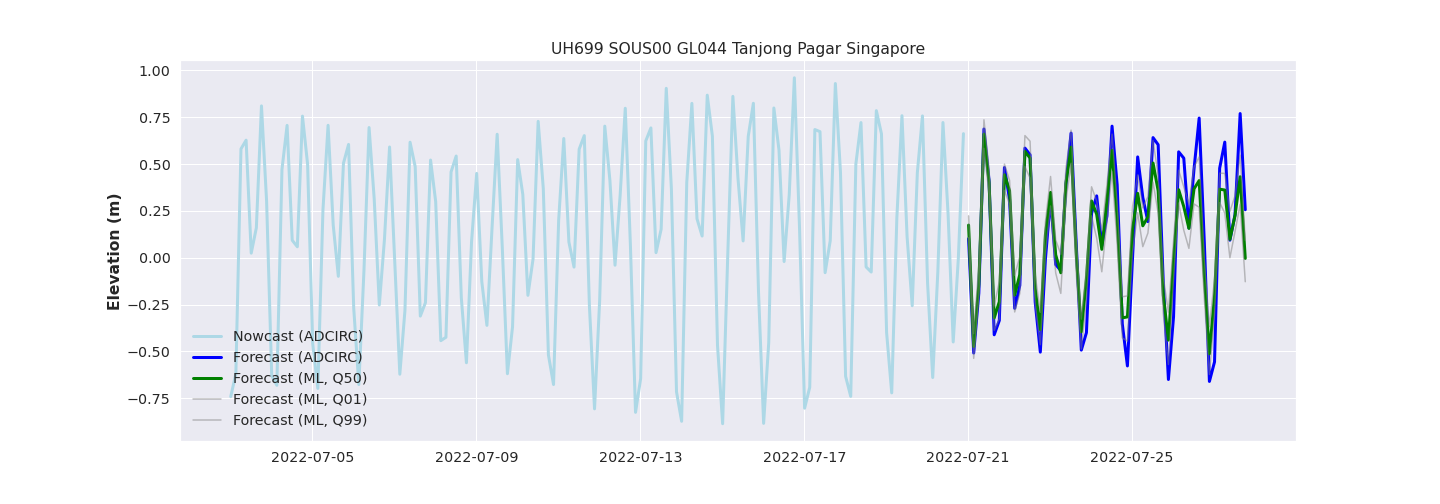 UH699 SOUS00 GL044 Tanjong Pagar Singapore
1.00
0.75
0.50
0.25
0.00
−0.25
−0.50
−0.75
Elevation (m)
Nowcast (ADCIRC)
Forecast (ADCIRC)
Forecast (ML, Q50)
Forecast (ML, Q01)
Forecast (ML, Q99)
2022-07-05
2022-07-09
2022-07-13
2022-07-17
2022-07-21
2022-07-25